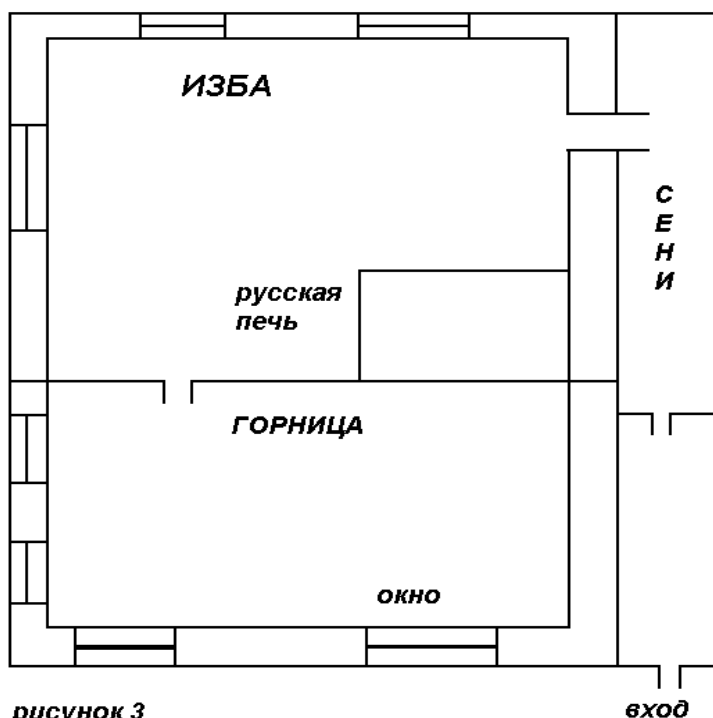 ИЗБА
С
Е
Н
И
русская
печь
ГОРНИЦА
окно
рисунок 3
вход